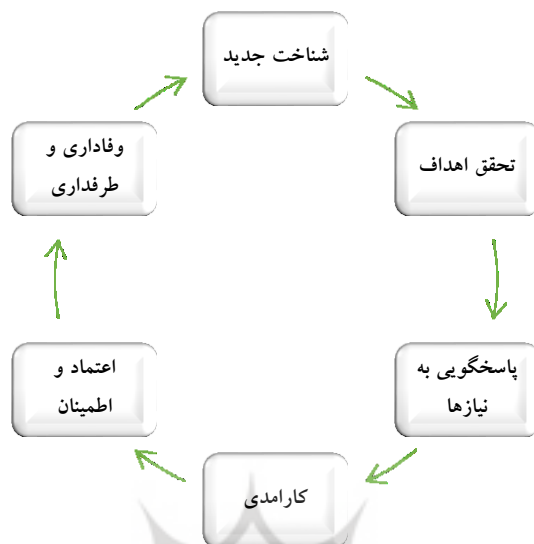 شناخت جدید
تحقق اهداف
پاسخگویی به
نیازها
کارامدی
اعتماد و
اطمینان
وفاداری و
طرفداری